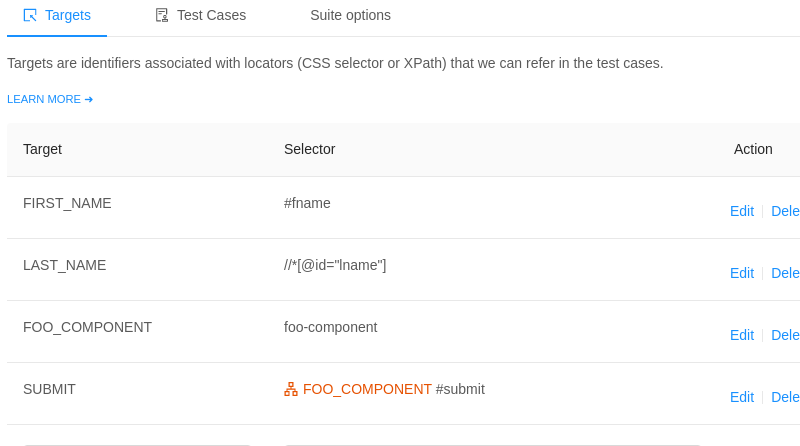 Targets Test Cases Suite options
Targets are identifiers associated with locators (CSS selector or XPath) that we can refer in the test cases.
LEARN MORE ➔
Target Selector Action
FIRST_NAME #fname Edit Dele
LAST_NAME //*[@id="lname"] Edit Dele
FOO_COMPONENT foo-component Edit Dele
SUBMIT FOO_COMPONENT #submit Edit Dele